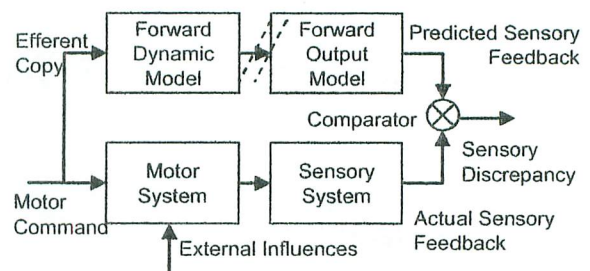 Efferent
Copy
Forward
Dynamic
Model
Forward
Output
Model
Predicted Sensory
Feedback
Comparator
Sensory
Discrepancy
Motor
Command
Motor
System
Sensory
System
Actual Sensory
Feedback
External Influences